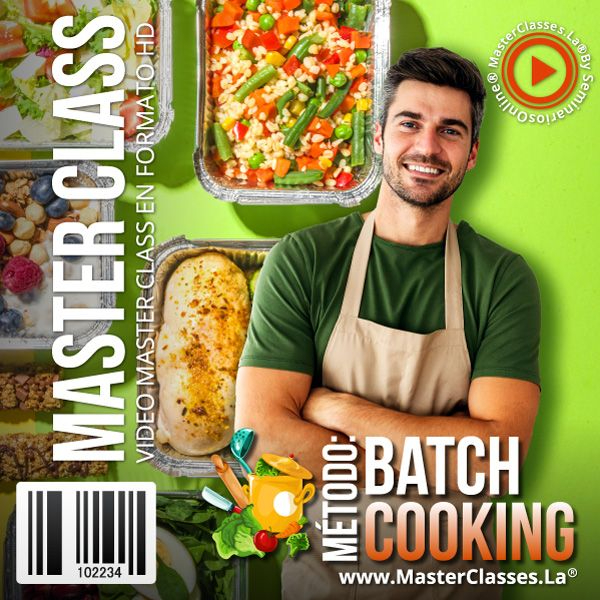 MASTER CLASS
VIDEO MASTER CLASS EN FORMATO HD
MasterClasses.La® By SeminariosOnline®
MÉTODO:
BATCH
COOKING
www.MasterClasses.La®
102234